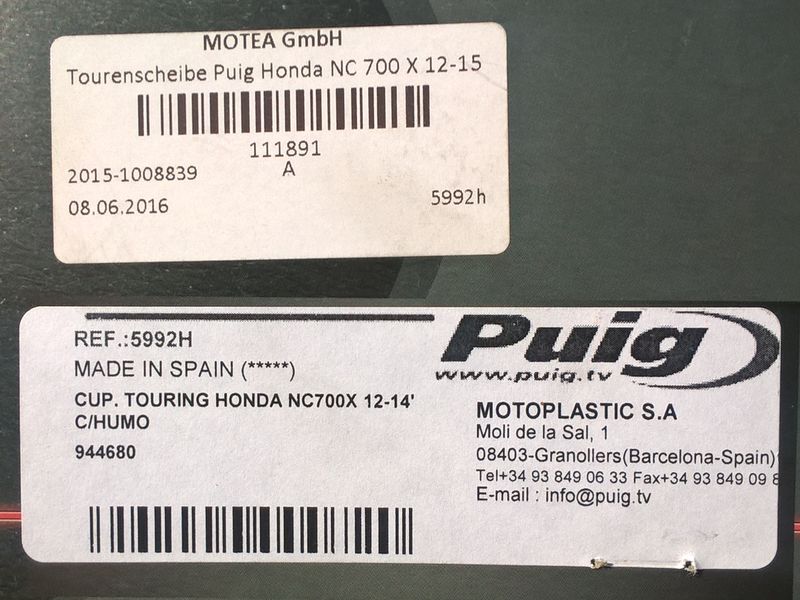 MOTEA GmbH
Tourenscheibe Puig Honda NC 700 X 12-15
111891
A
2015-1008839
08.06.2016
5992h
REF.:5992H
MADE IN SPAIN (*****)
CUP. TOURING HONDA NC700X 12-14'
C/HUMO
944680
Puig
www.puig.tv
MOTOPLASTIC S.A
Moli de la Sal, 1
08403-Granollers(Barcelona-Spain)
Tel+34 93 849 06 33 Fax+34 93 849 09 8
E-mail : info@puig.tv